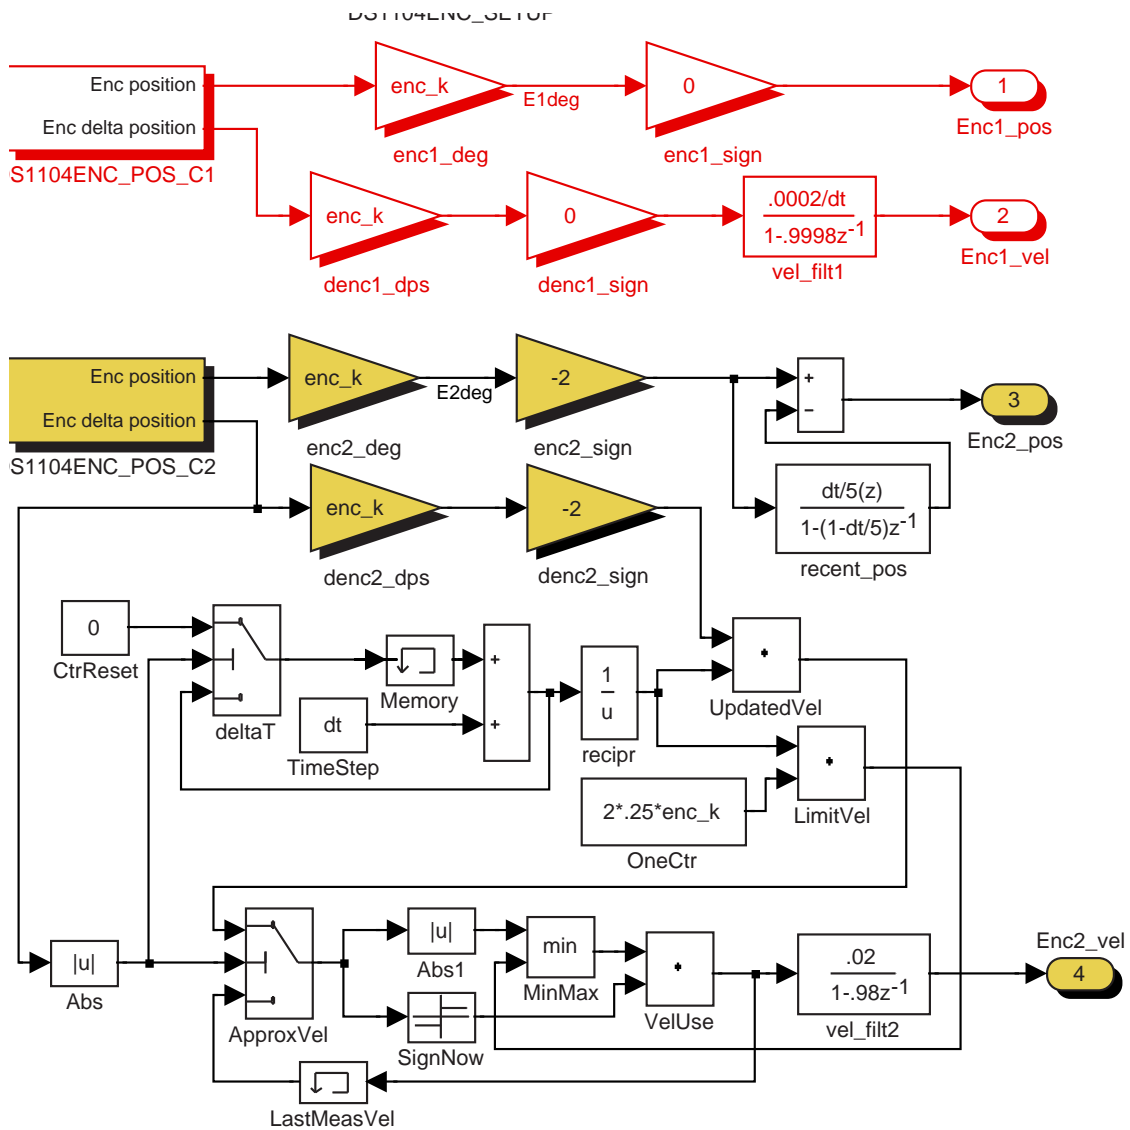 DS1104ENC_SETUP
Enc position
enc_k
E1deg
0
1
Enc delta position
enc1_deg
enc1_sign
Enc1_pos
S1104ENC_POS_C1
enc_k
0
.0002/dt
1-.9998z-1
2
denc1_dps
denc1_sign
vel_filt1
Enc1_vel
Enc position
enc_k
E2deg
-2
+
−
3
Enc delta position
enc2_deg
enc2_sign
Enc2_pos
S1104ENC_POS_C2
enc_k
-2
dt/5(z)
1-(1-dt/5)z-1
denc2_dps
denc2_sign
recent_pos
0
CtrReset
deltaT
Memory
+
+
dt
TimeStep
1
u
recipr
UpdatedVel
2*.25*enc_k
OneCtr
LimitVel
|u|
Abs
ApproxVel
|u|
Abs1
SignNow
min
MinMax
VelUse
.02
1-.98z-1
vel_filt2
Enc2_vel
4
LastMeasVel